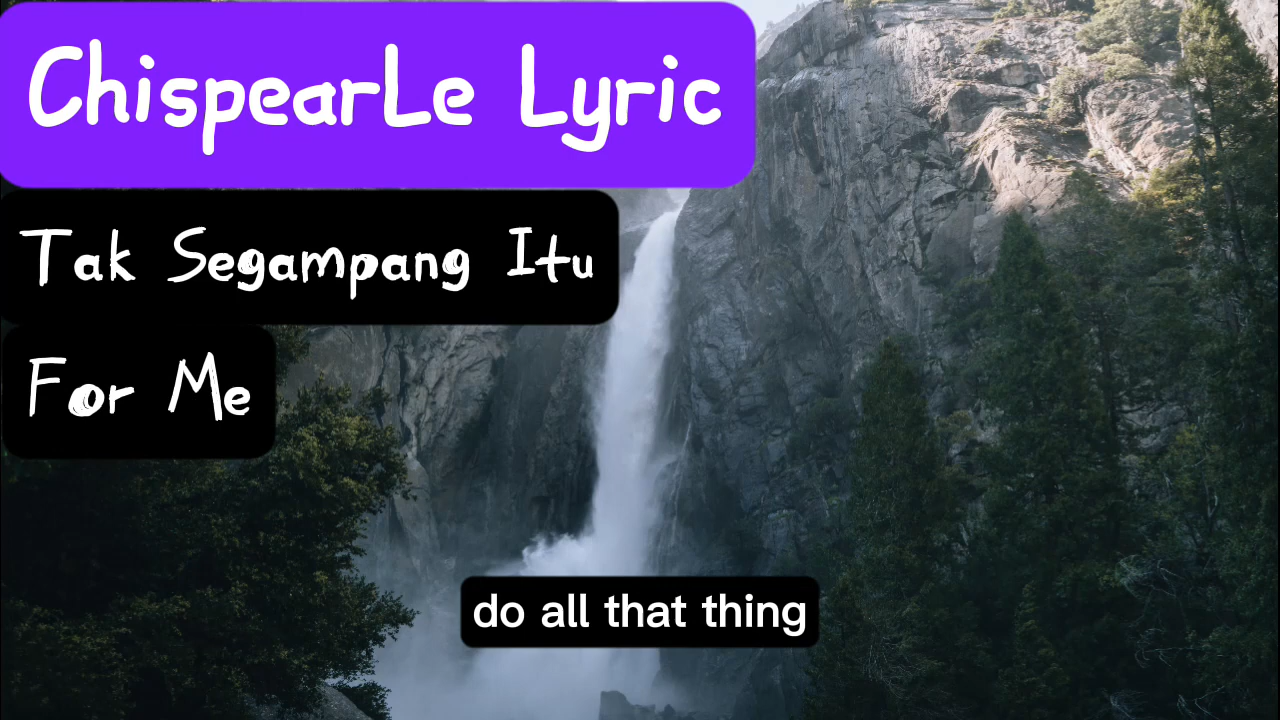 ChispearLe Lyric
Tak Segampang Itu
For Me
do all that thing